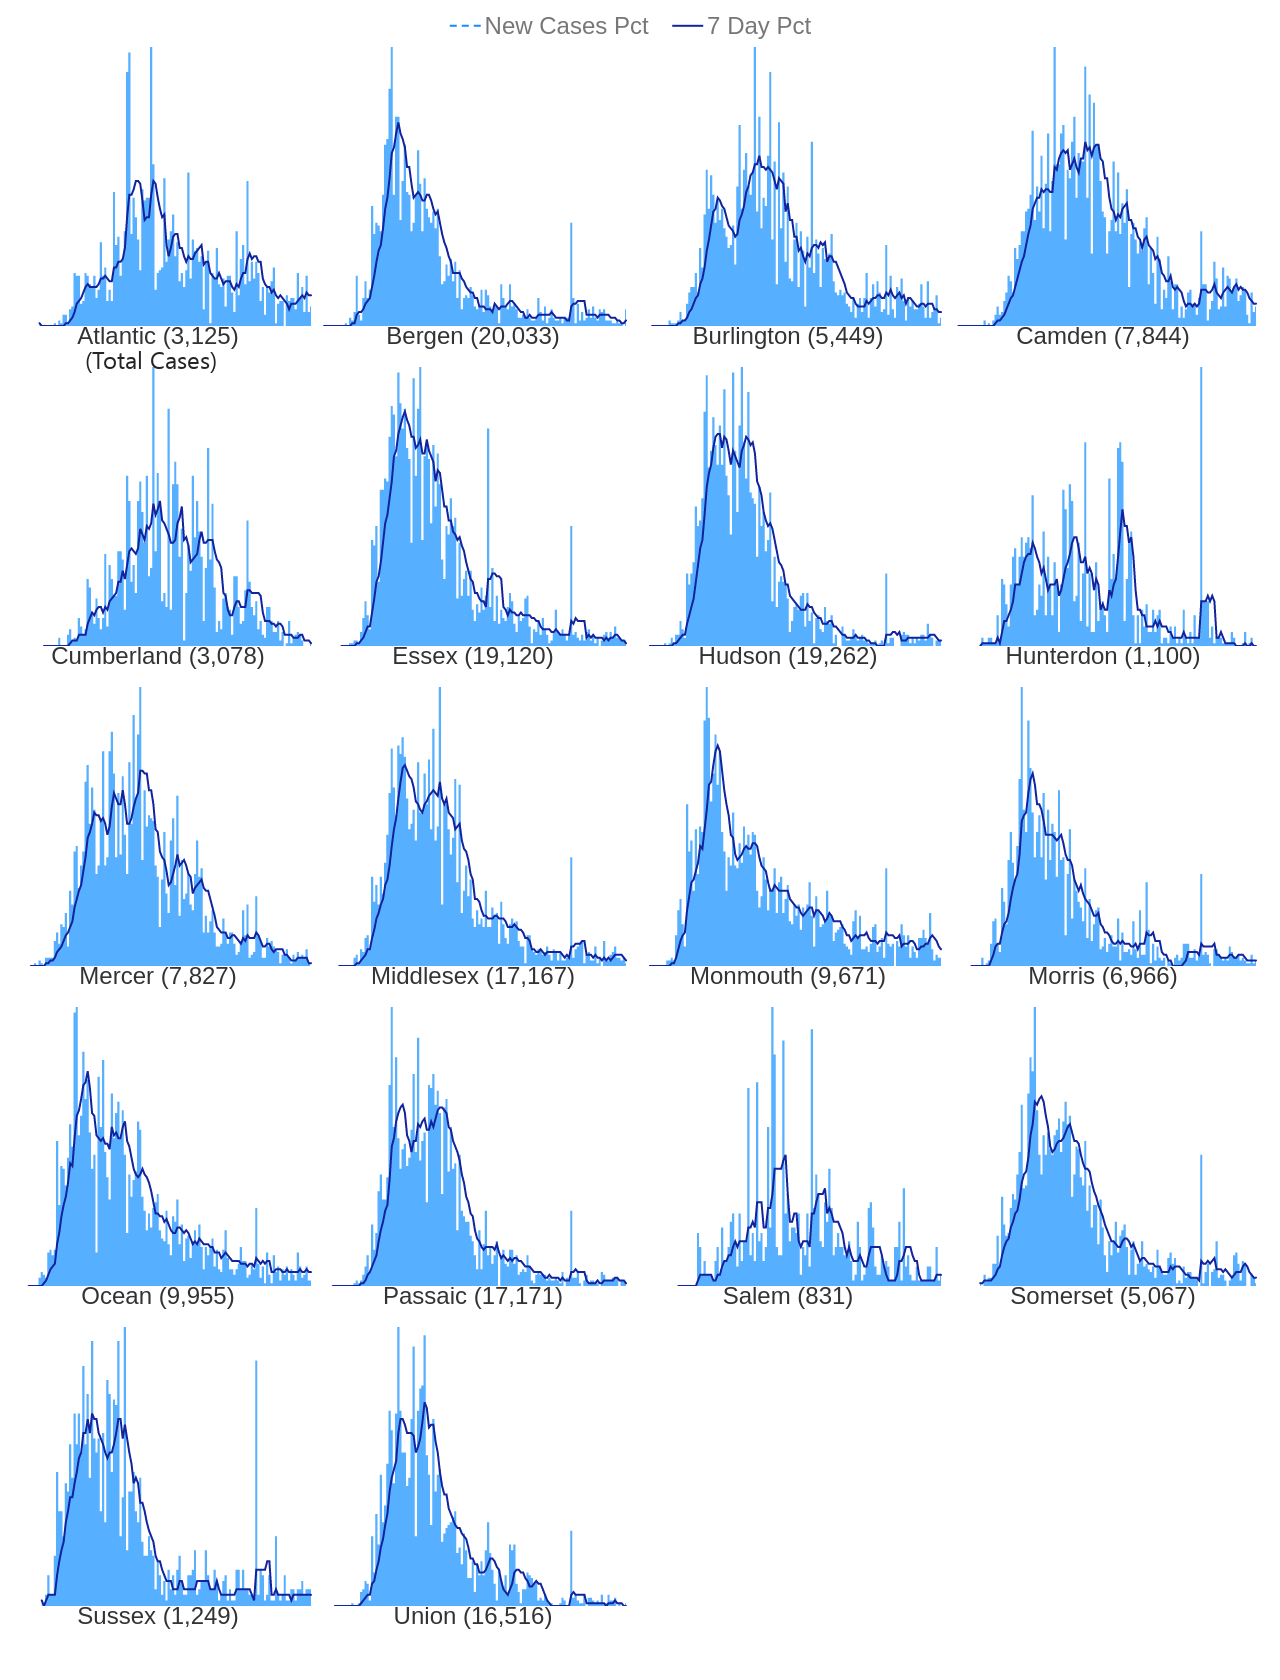 New Cases Pct 7 Day Pct
Atlantic (3,125) Bergen (20,033) Burlington (5,449) Camden (7,844)
(Total Cases)
Cumberland (3,078) Essex (19,120) Hudson (19,262) Hunterdon (1,100)
Mercer (7,827) Middlesex (17,167) Monmouth (9,671) Morris (6,966)
Ocean (9,955) Passaic (17,171) Salem (831) Somerset (5,067)
Sussex (1,249) Union (16,516)